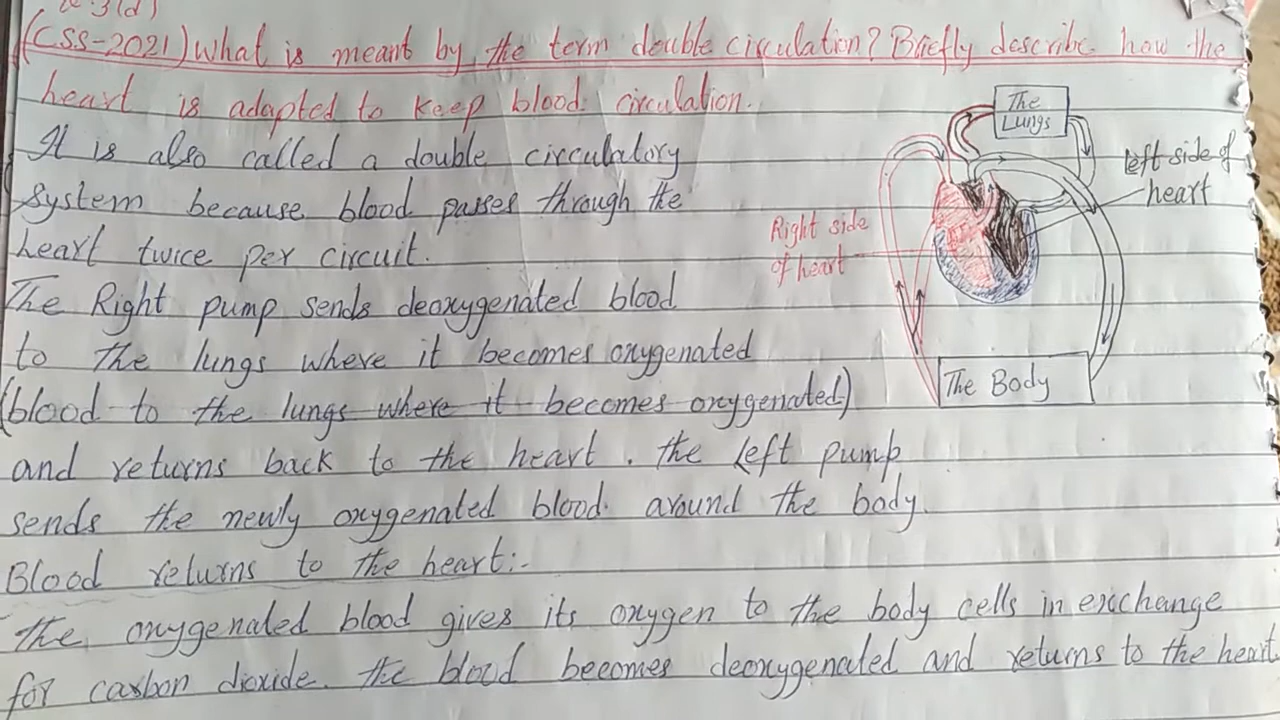 (CSS-2021) What is meant by the term double circulation? Briefly describe how the
heart is adapted to keep blood circulation.
The
Lungs
It is also called a double circulatory
left side of
heart
system because blood passes through the
Right side
of heart
heart twice per circuit.
The Right pump sends deoxygenated blood
to the lungs where it becomes oxygenated
The Body
(blood to the lungs where it becomes oxygenated)
and returns back to the heart. the left pump
sends the newly oxygenated blood around the body.
Blood returns to the heart:-
the oxygenated blood gives its oxygen to the body cells in exchange
for carbon dioxide. the blood becomes deoxygenated and returns to the heart.